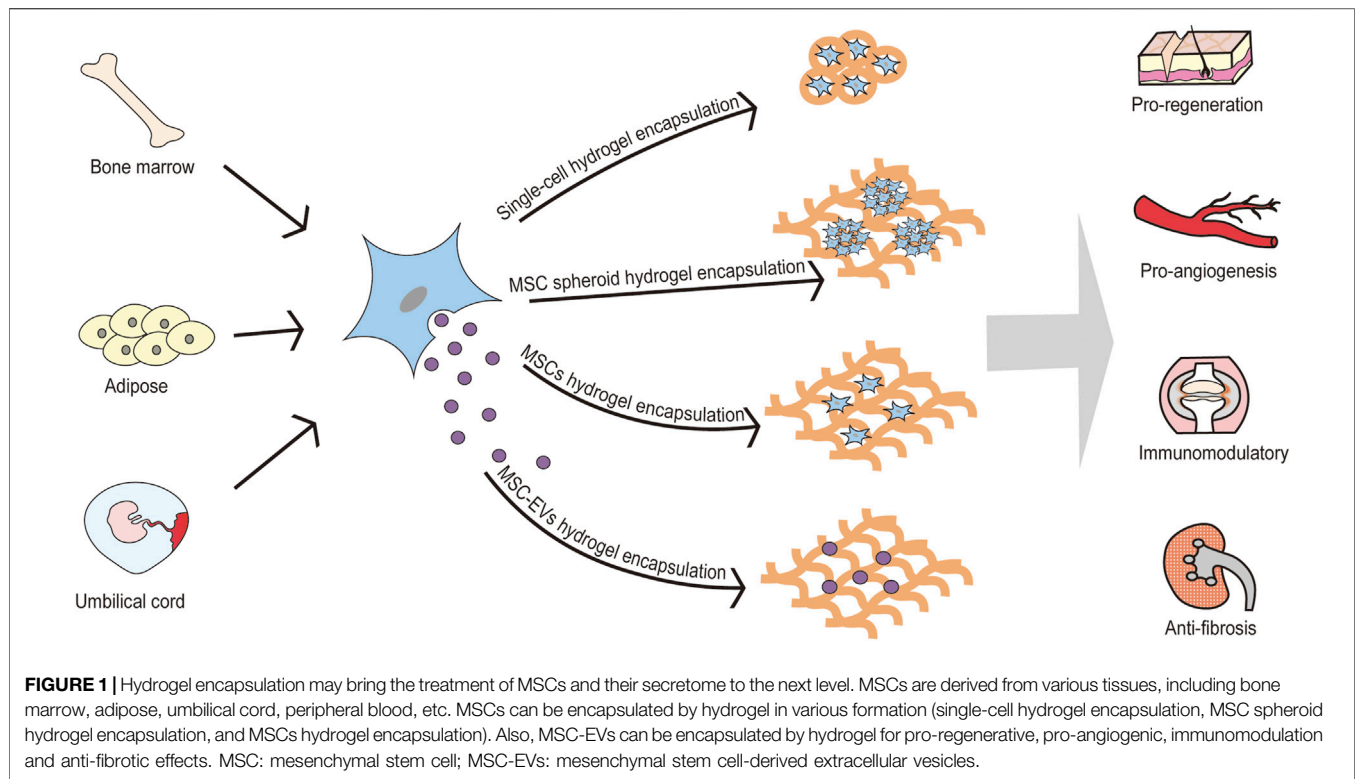 Bone marrow
Adipose
Umbilical cord
Single-cell hydrogel encapsulation
MSC spheroid hydrogel encapsulation
MSCs hydrogel encapsulation
MSC-EVs hydrogel encapsulation
Pro-regeneration
Pro-angiogenesis
Immunomodulatory
Anti-fibrosis
FIGURE 1 | Hydrogel encapsulation may bring the treatment of MSCs and their secretome to the next level. MSCs are derived from various tissues, including bone
marrow, adipose, umbilical cord, peripheral blood, etc. MSCs can be encapsulated by hydrogel in various formation (single-cell hydrogel encapsulation, MSC spheroid
hydrogel encapsulation, and MSCs hydrogel encapsulation). Also, MSC-EVs can be encapsulated by hydrogel for pro-regenerative, pro-angiogenic, immunomodulation
and anti-fibrotic effects. MSC: mesenchymal stem cell; MSC-EVs: mesenchymal stem cell-derived extracellular vesicles.